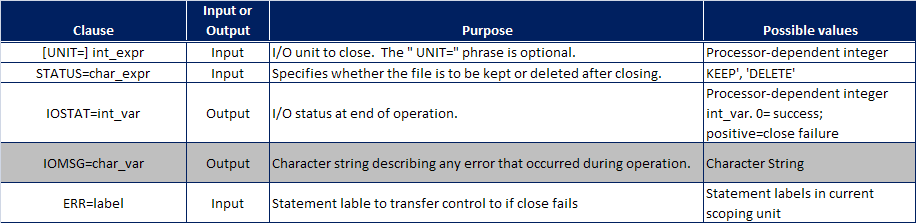 Clause Input or Output Purpose Possible values
[UNIT=] int_expr Input I/O unit to close. The " UNIT=" phrase is optional. Processor-dependent integer
STATUS=char_expr Input Specifies whether the file is to be kept or deleted after closing. KEEP', 'DELETE'
IOSTAT=int_var Output I/O status at end of operation. Processor-dependent integer
int_var. 0= success;
positive=close failure
IOMSG=char_var Output Character string describing any error that occurred during operation. Character String
ERR=label Input Statement lable to transfer control to if close fails Statement labels in current
scoping unit